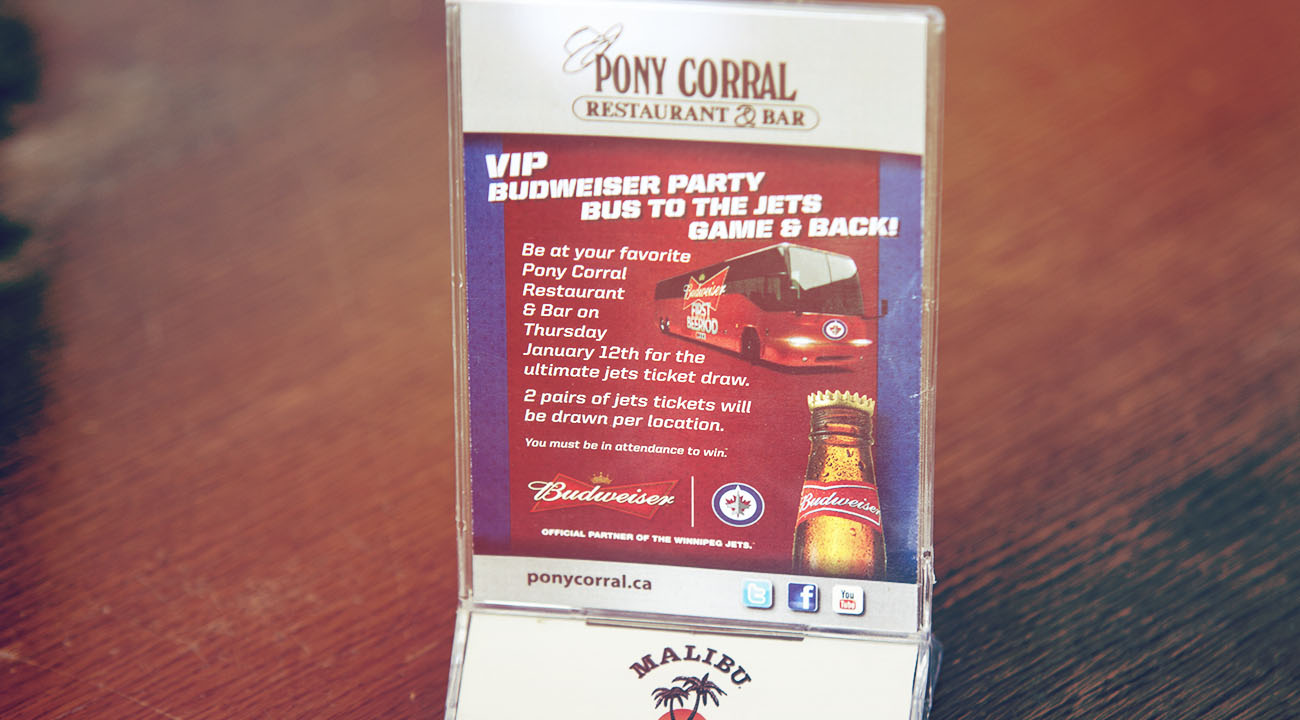 PONY CORRAL
RESTAURANT & BAR
VIP
BUDWEISER PARTY
BUS TO THE JETS
GAME & BACK!
Be at your favorite
Pony Corral
Restaurant
& Bar on
Thursday
January 12th for the
ultimate jets ticket draw.
2 pairs of jets tickets will
be drawn per location.
You must be in attendance to win.
Budweiser
FIRST
BEERIOD
Budweiser
Budweiser
OFFICIAL PARTNER OF THE WINNIPEG JETS.
ponycorral.ca
You
Tube
MALIBU